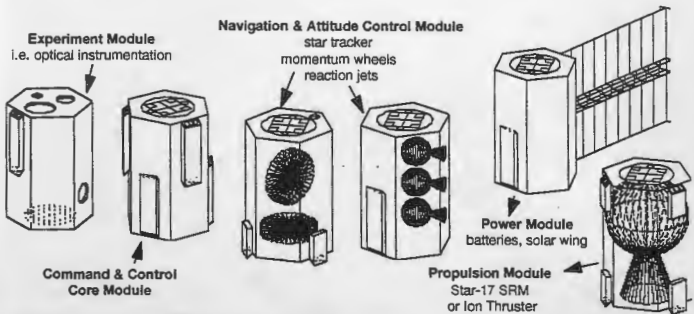 Experiment Module
i.e. optical instrumentation
Navigation & Attitude Control Module
star tracker
momentum wheels
reaction jets
Command & Control
Core Module
Power Module
batteries, solar wing
Propulsion Module
Star-17 SRM
or Ion Thruster